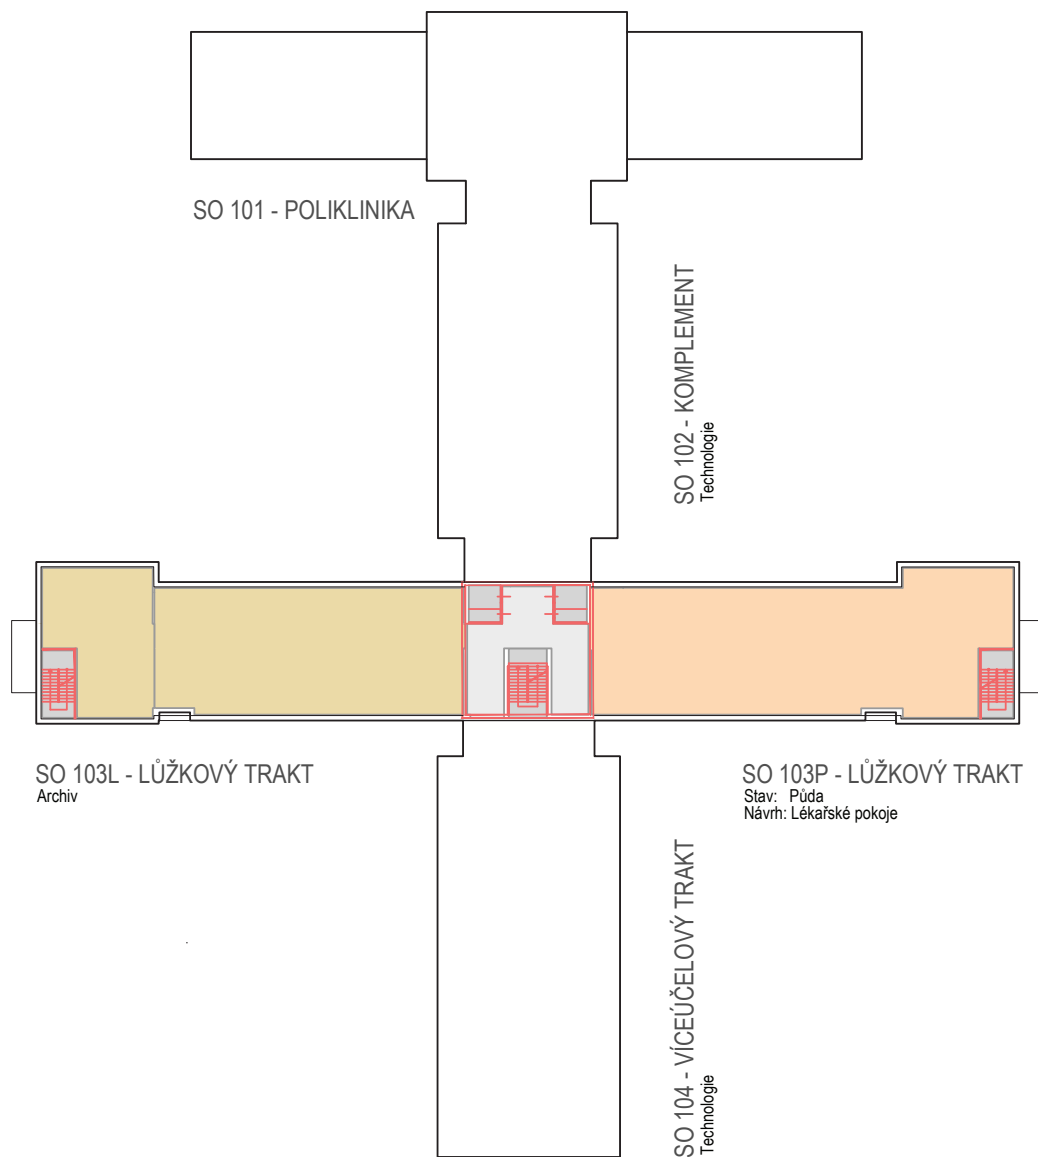 SO 101 - POLIKLINIKA
SO 102 - KOMPLEMENT
Technologie
SO 103L - LŮŽKOVÝ TRAKT
Archiv
SO 103P - LŮŽKOVÝ TRAKT
Stav: Půda
Návrh: Lékařské pokoje
SO 104 - VÍCEÚČELOVÝ TRAKT
Technologie